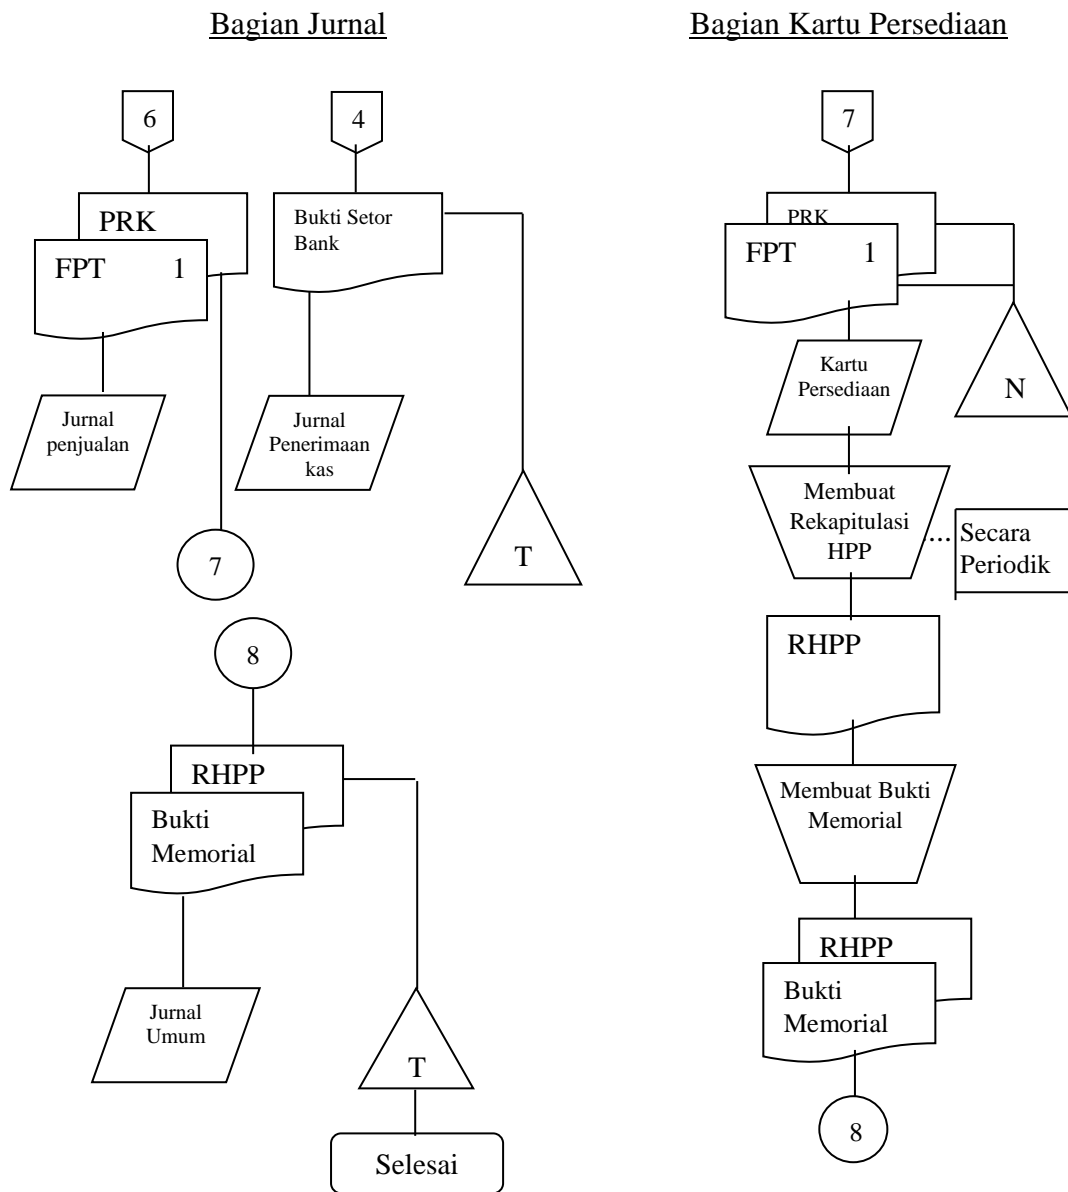 Bagian Jurnal
6
PRK
FPT 1
Jurnal
penjualan
7
4
Bukti Setor
Bank
Jurnal
Penerimaan
kas
T
8
RHPP
Bukti
Memorial
Jurnal
Umum
T
Selesai
Bagian Kartu Persediaan
7
PRK
FPT 1
N
Kartu
Persediaan
Membuat
Rekapitulasi
HPP
... Secara
Periodik
RHPP
Membuat Bukti
Memorial
RHPP
Bukti
Memorial
8